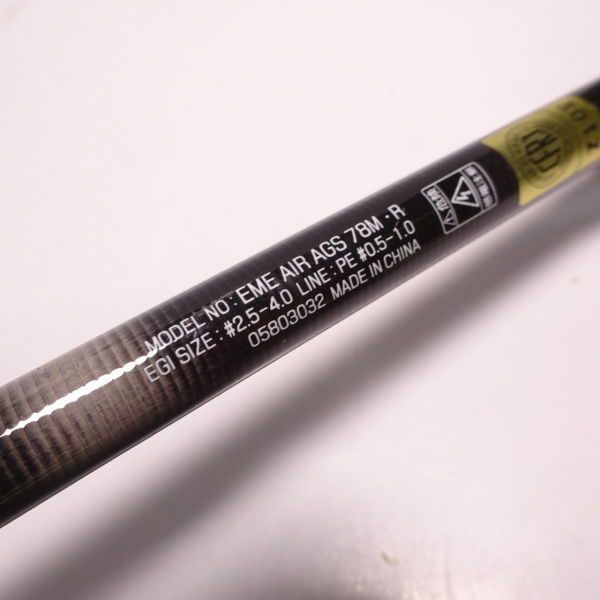 MODEL NO : EME AIR AGS 78M・R
EGI SIZE : #2.5-4.0 LINE : PE #0.5-1.0
05803032 MADE IN CHINA